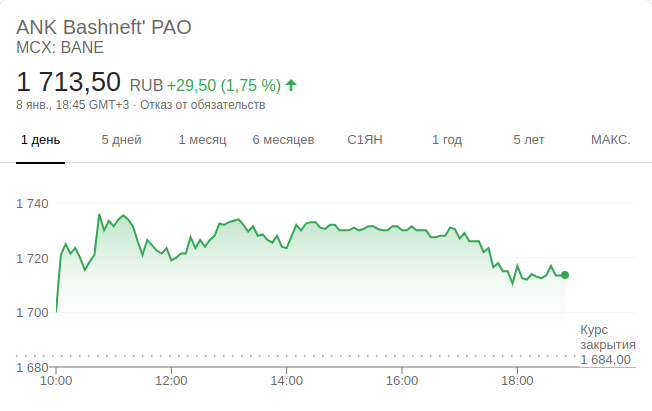 ANK Bashneft' PAO
MCX: BANE
1 713,50 RUB +29,50 (1,75 %)
8 янв., 18:45 GMT+3 · Отказ от обязательств
1 день 5 дней 1 месяц 6 месяцев С1ЯН 1 год 5 лет МАКС.
1 740
1 720
1 700
Курс
закрытия
1 684,00
1 680
10:00 12:00 14:00 16:00 18:00